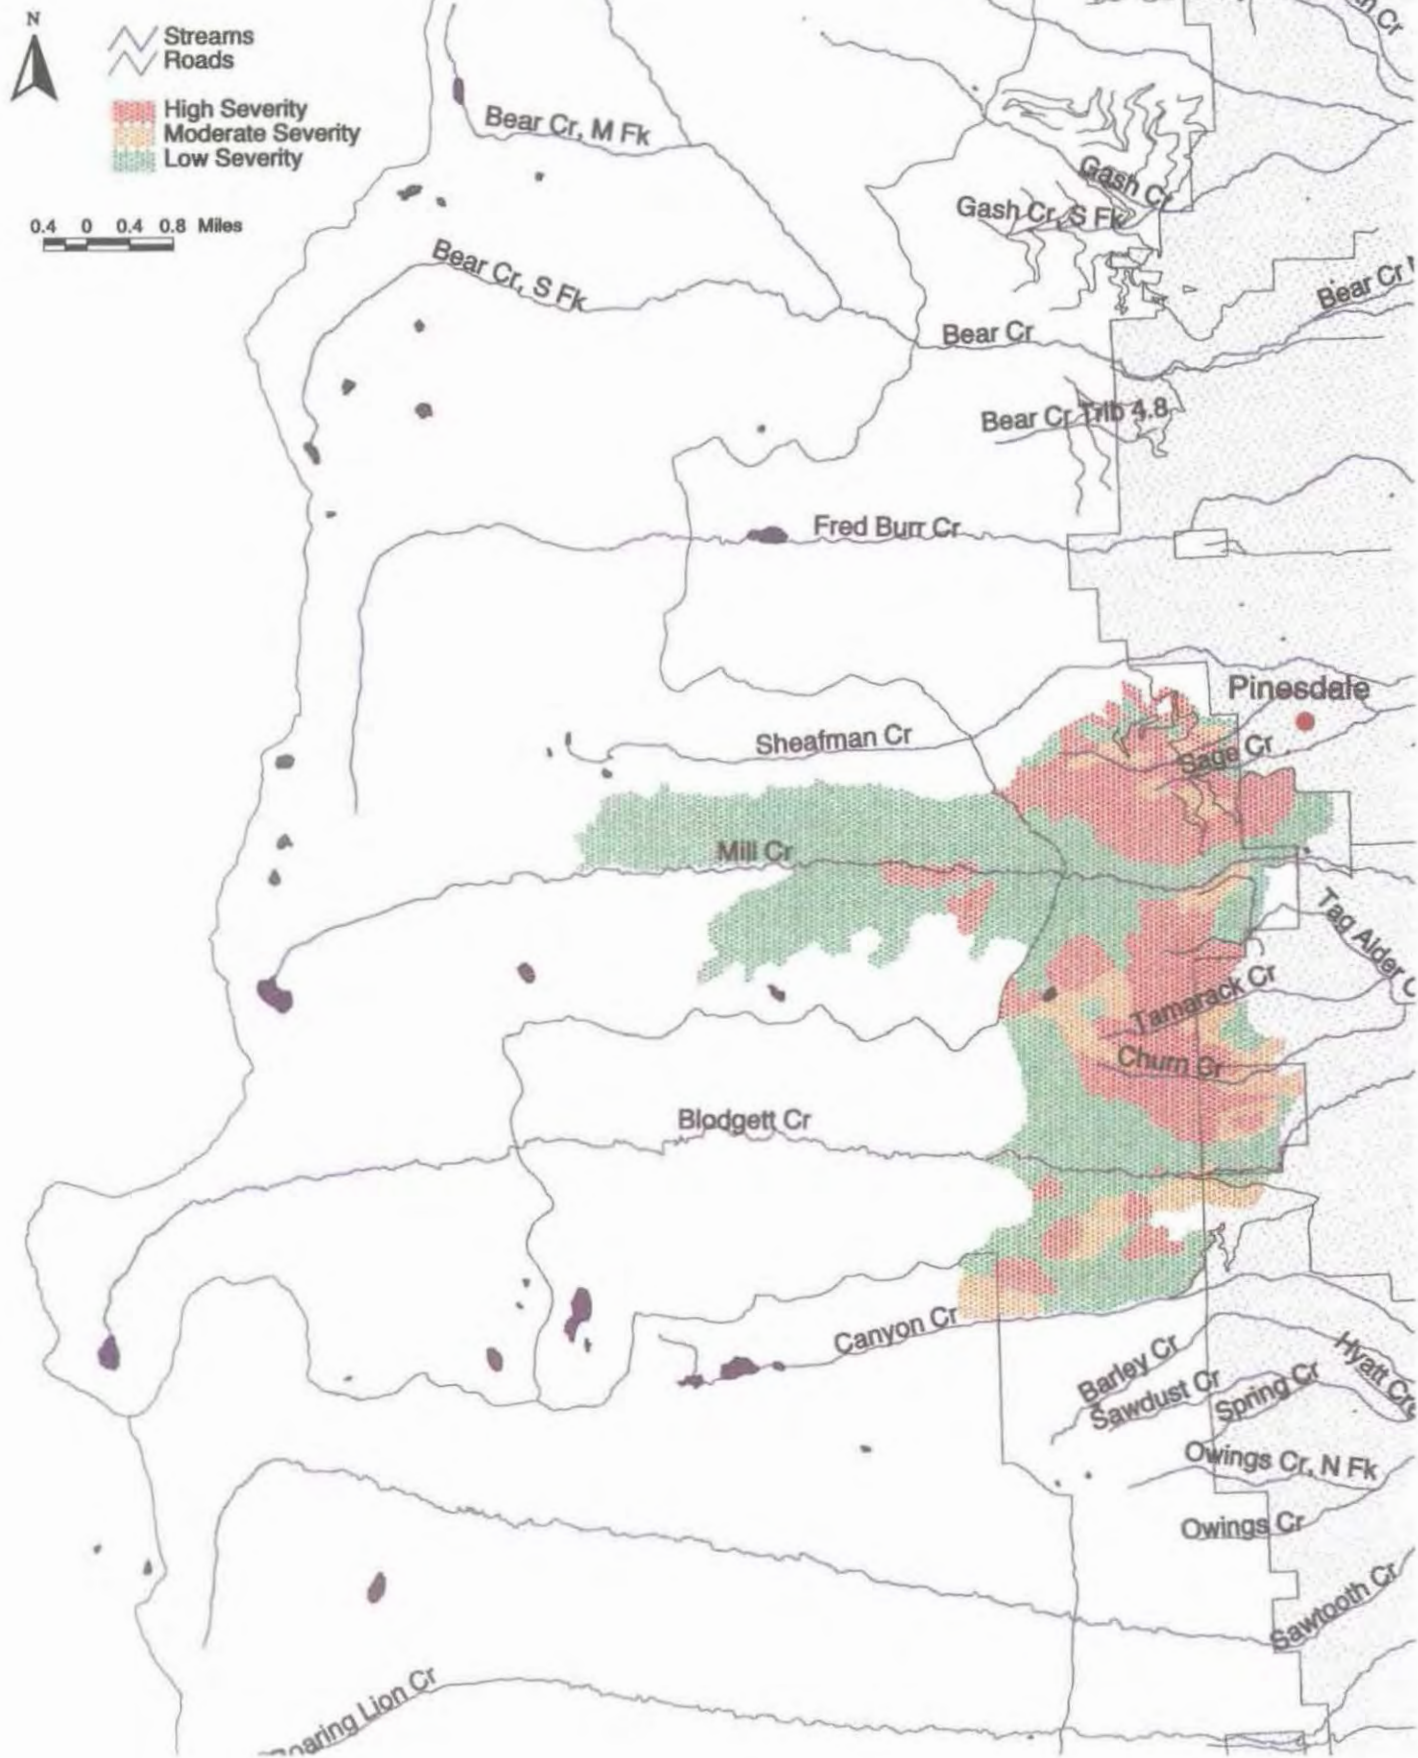 N
Streams
Roads
High Severity
Moderate Severity
Low Severity
0.4 0 0.4 0.8 Miles
Bear Cr, M Fk
Gash Cr
Gash Cr, S Fk
Bear Cr, S Fk
Bear Cr
Bear Cr
Bear Cr Trib 4.8
Fred Burr Cr
Pinesdale
Sheafman Cr
Sage Cr
Mill Cr
Tag Alder C
Tamarack Cr
Churn Cr
Blodgett Cr
Canyon Cr
Barley Cr
Hyatt Cr
Sawdust Cr
Spring Cr
Owings Cr, N Fk
Owings Cr
Sawtooth Cr
oaring Lion Cr